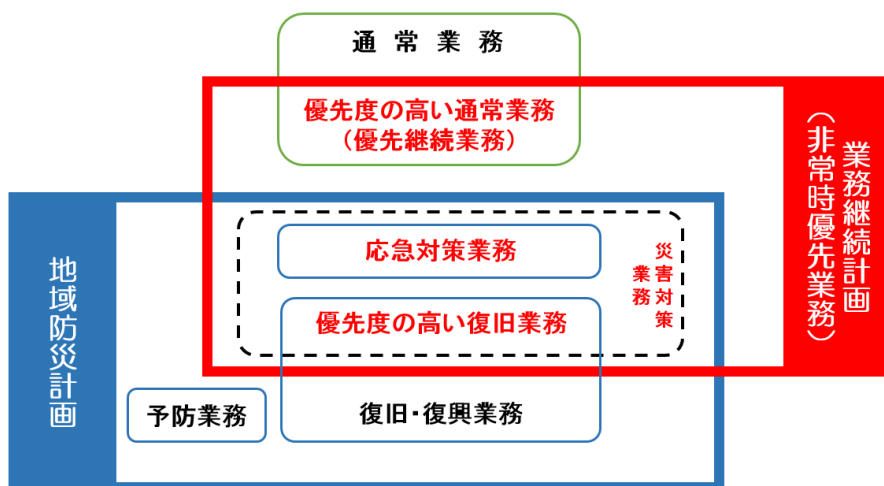 通常業務
優先度の高い通常業務
（優先継続業務）
業務継続計画
（非常時優先業務）
地域防災計画
応急対策業務
災害対策
業務
優先度の高い復旧業務
予防業務
復旧・復興業務